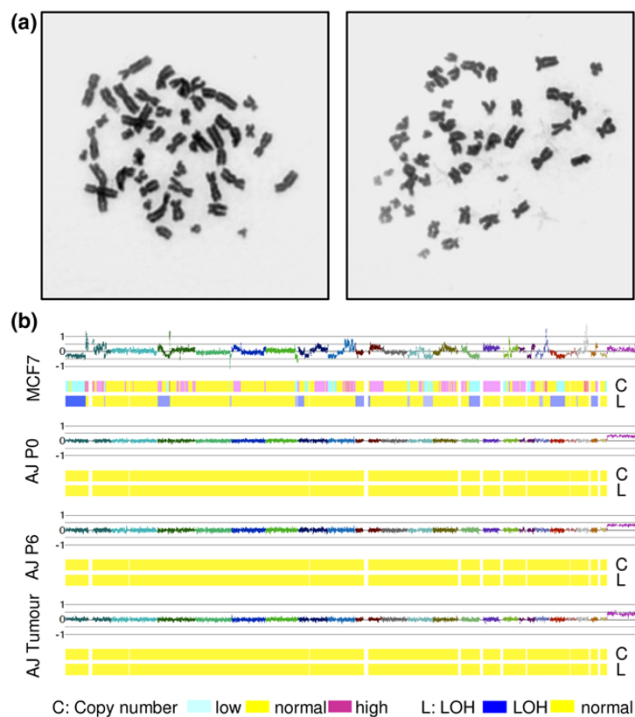 (a)
(b)
1
0
-1
MCF7
C
L
1
0
-1
AJ P0
C
L
1
0
-1
AJ P6
C
L
1
0
-1
AJ Tumour
C
L
C: Copy number low normal high L: LOH LOH normal